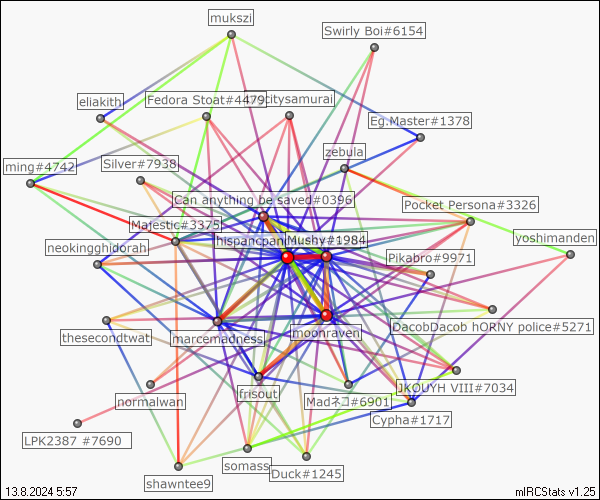 mukszi
Swirly Boi#6154
eliakith
Fedora Stoat#4479
citysamurai
Eg.Master#1378
zebula
ming#4742
Silver#7938
Can anything be saved#0396
Pocket Persona#3326
Majestic#3375
hispancpan
Mushy#1984
yoshimanden
neokingghidorah
Pikabro#9971
DacobDacob hORNY police#5271
thesecondtwat
marcemadness
moonraven
normalwan
frisout
Madネコ#6901
JKOUYH VIII#7034
Cypha#1717
LPK2387 #7690
somass
Duck#1245
shawntee9
13.8.2024 5:57
mIRCStats v1.25